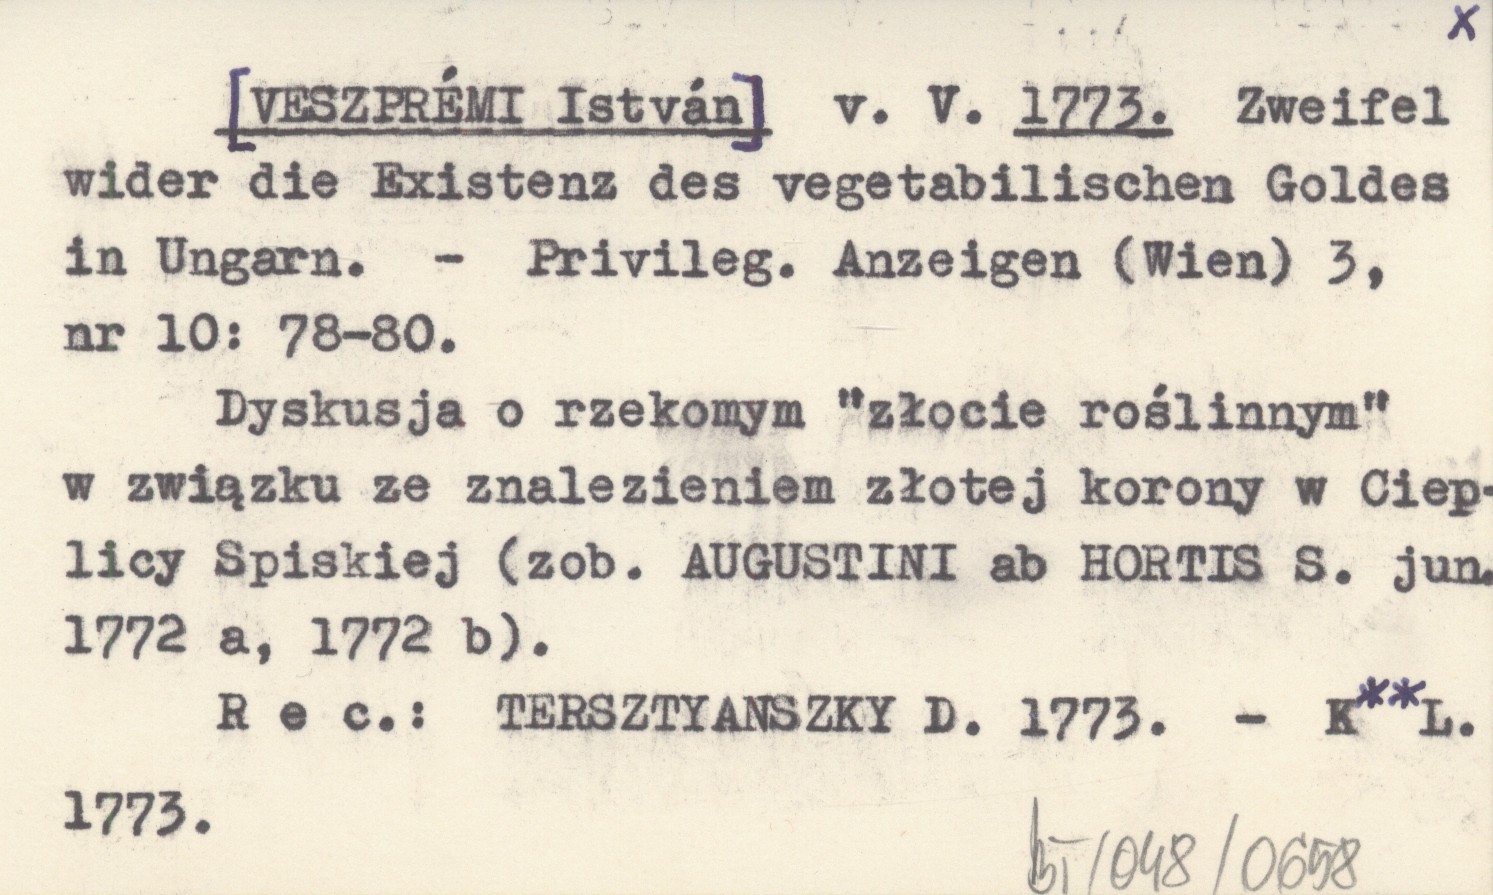 x
[VESZPRÉMI István] v. V. 1773. Zweifel
wider die Existenz des vegetabilischen Goldes
in Ungarn. - Privileg. Anzeigen (Wien) 3,
nr 10: 78-80.
Dyskusja o rzekomym "złocie roślinnym"
w związku ze znalezieniem złotej korony w Ciep-
licy Spiskiej (zob. AUGUSTINI ab HORTIS S. jun.
1772 a, 1772 b).
R e c.: TERSZTYANSZKY D. 1773. - K**L.
1773.
/048/0658